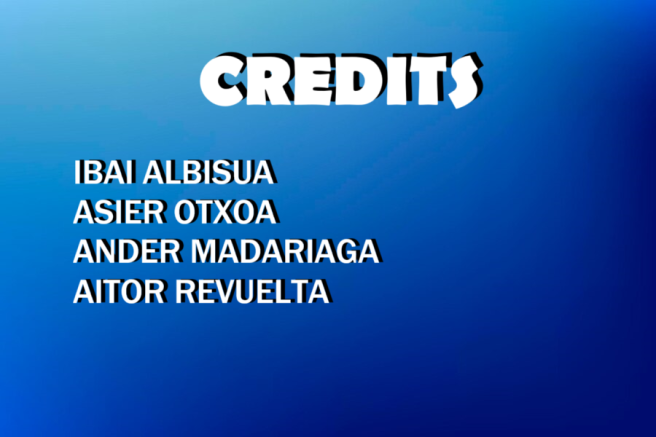 CREDITS
IBAI ALBISUA
ASIER OTXOA
ANDER MADARIAGA
AITOR REVUELTA